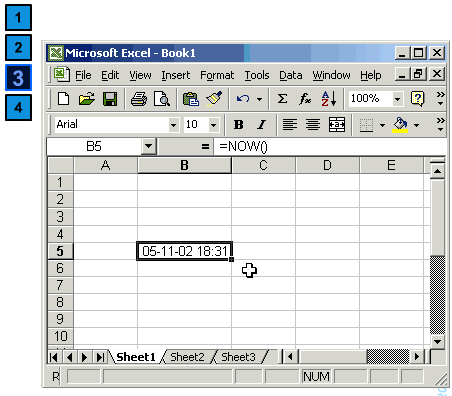 1
2
3
4
Microsoft Excel - Book1
File Edit View Insert Format Tools Data Window Help
100%
Arial 10 B I
B5 = =NOW()
A B C D E
1
2
3
4
5 05-11-02 18:31
6
7
8
9
10
Sheet1 Sheet2 Sheet3
NUM